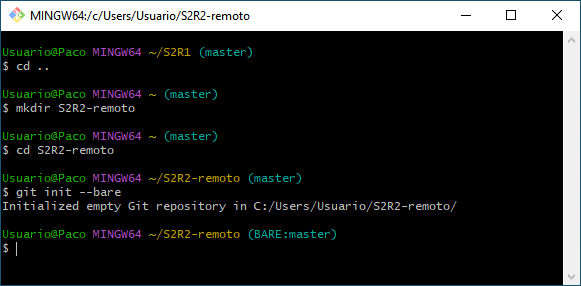 MINGW64:/c/Users/Usuario/S2R2-remoto
Usuario@Paco MINGW64 ~/S2R1 (master)
$ cd ..
Usuario@Paco MINGW64 ~ (master)
$ mkdir S2R2-remoto
Usuario@Paco MINGW64 ~ (master)
$ cd S2R2-remoto
Usuario@Paco MINGW64 ~/S2R2-remoto (master)
$ git init --bare
Initialized empty Git repository in C:/Users/Usuario/S2R2-remoto/
Usuario@Paco MINGW64 ~/S2R2-remoto (BARE:master)
$